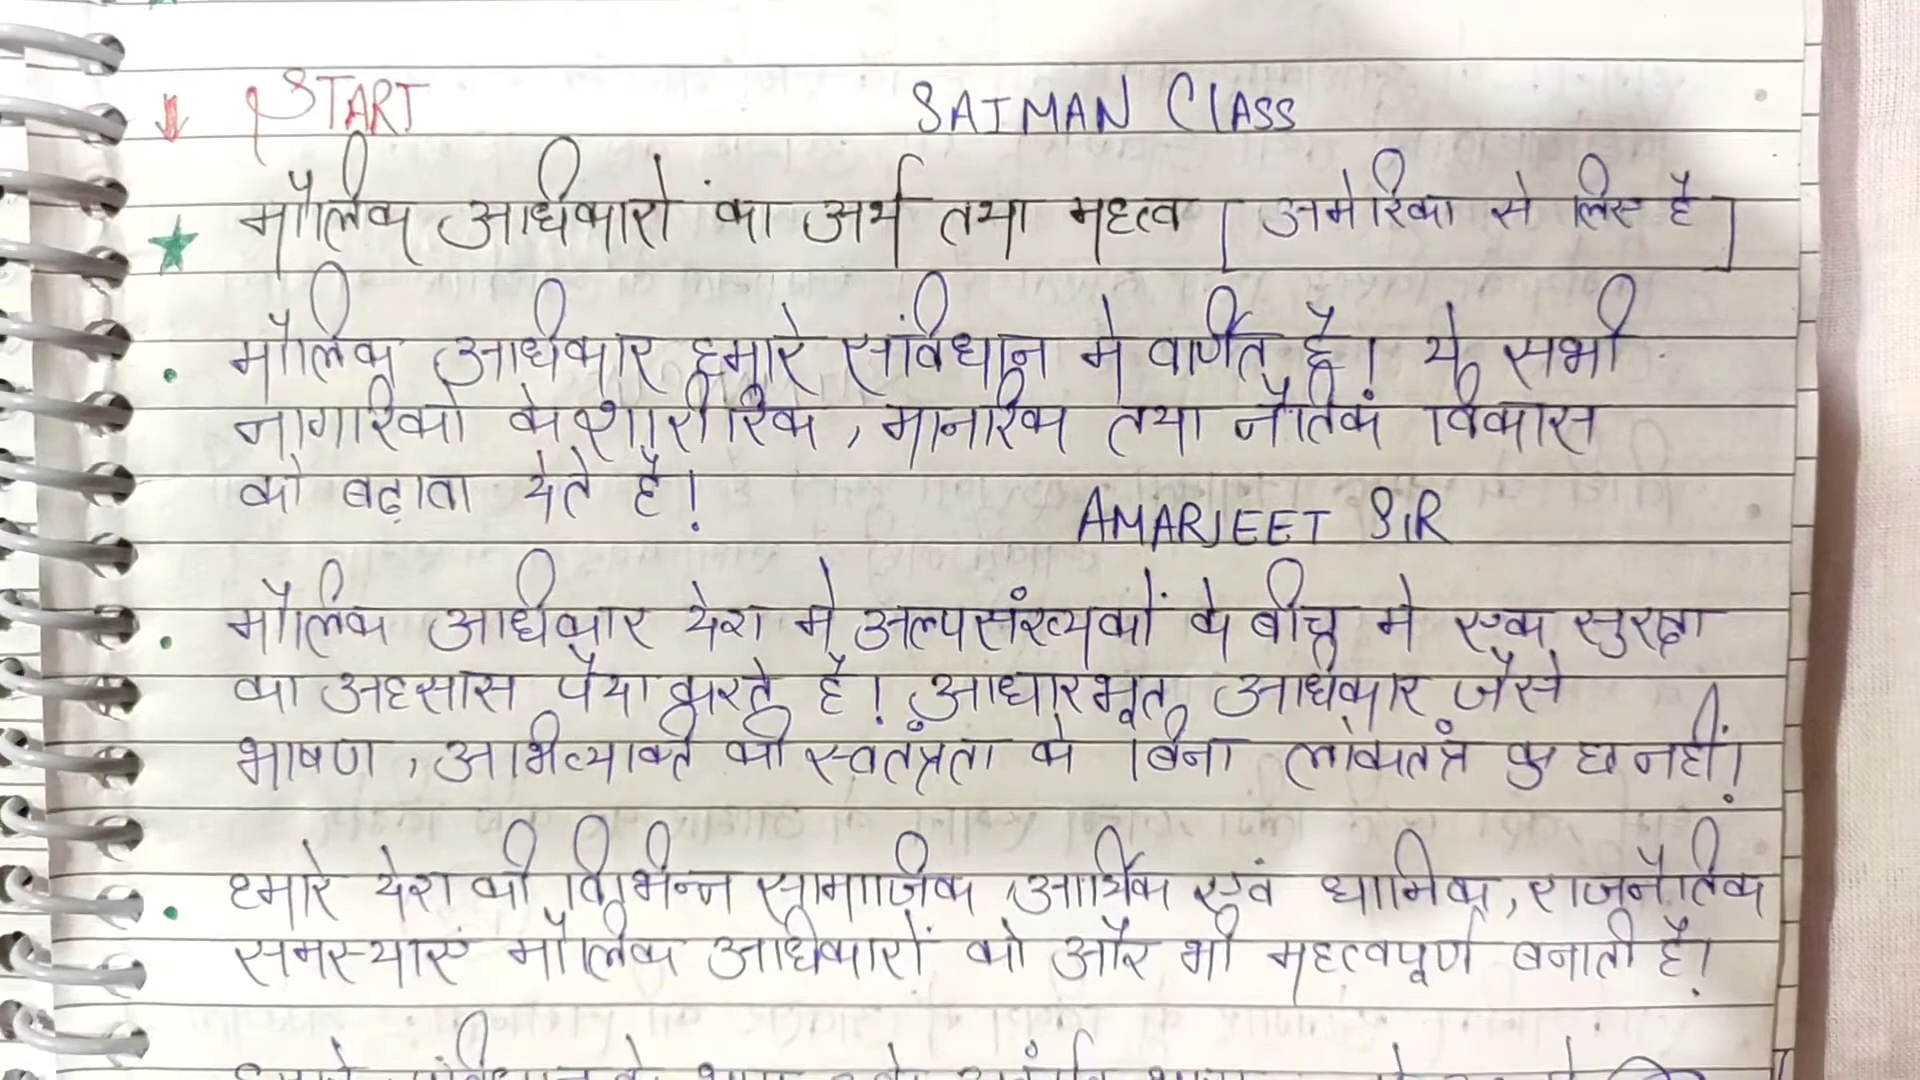 START SAIMAN CLASS
मौलिक अधिकारों का अर्थ तथा महत्व [अमेरिका से लिए है]
मौलिक अधिकार हमारे संविधान मे वर्णित है। ये सभी
नागरिकों के शारीरिक, मानसिक तथा नैतिक विकास
को बढ़ावा देते है!
AMARJEET SIR
मौलिक अधिकार देश मे अल्पसंख्यकों के बीच मे एक सुरक्षा
का अहसास पैदा करते है! आधारभूत अधिकार जैसे
भाषण, अभिव्यक्ति की स्वतंत्रता के बिना लोकतंत्र कुछ नहीं!
हमारे देश की विभिन्न सामाजिक आर्थिक एवं धार्मिक, राजनैतिक
समस्याएं मौलिक अधिकारों को और भी महत्वपूर्ण बनाती है!